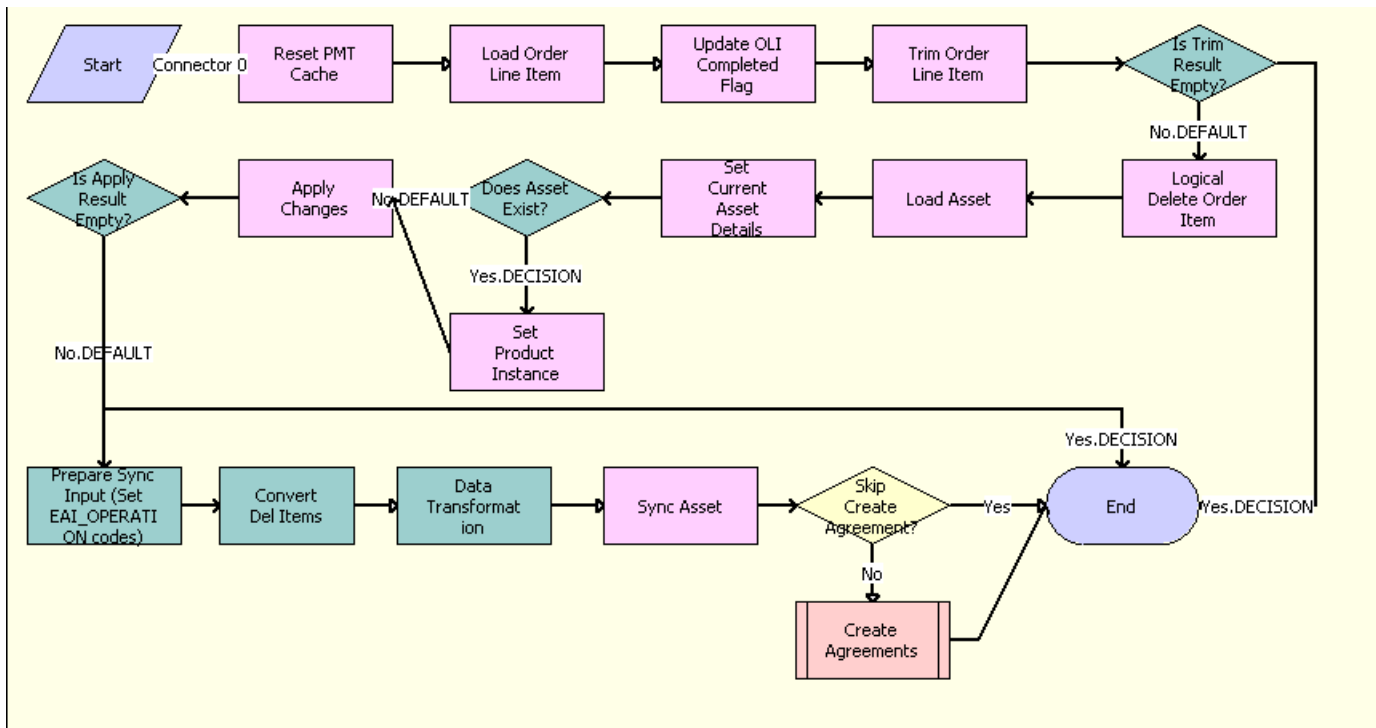 Start
Connector 0
Reset PMT
Cache
Load Order
Line Item
Update OLI
Completed
Flag
Trim Order
Line Item
Is Trim
Result
Empty?
No.DEFAULT
Is Apply
Result
Empty?
Apply
Changes
No.DEFAULT
Does Asset
Exist?
Set
Current
Asset
Details
Load Asset
Logical
Delete Order
Item
Yes.DECISION
Set
Product
Instance
No.DEFAULT
Yes.DECISION
Prepare Sync
Input (Set
EAI_OPERATI
ON codes)
Convert
Del Items
Data
Transformat
ion
Sync Asset
Skip
Create
Agreement?
Yes
End
Yes.DECISION
No
Create
Agreements